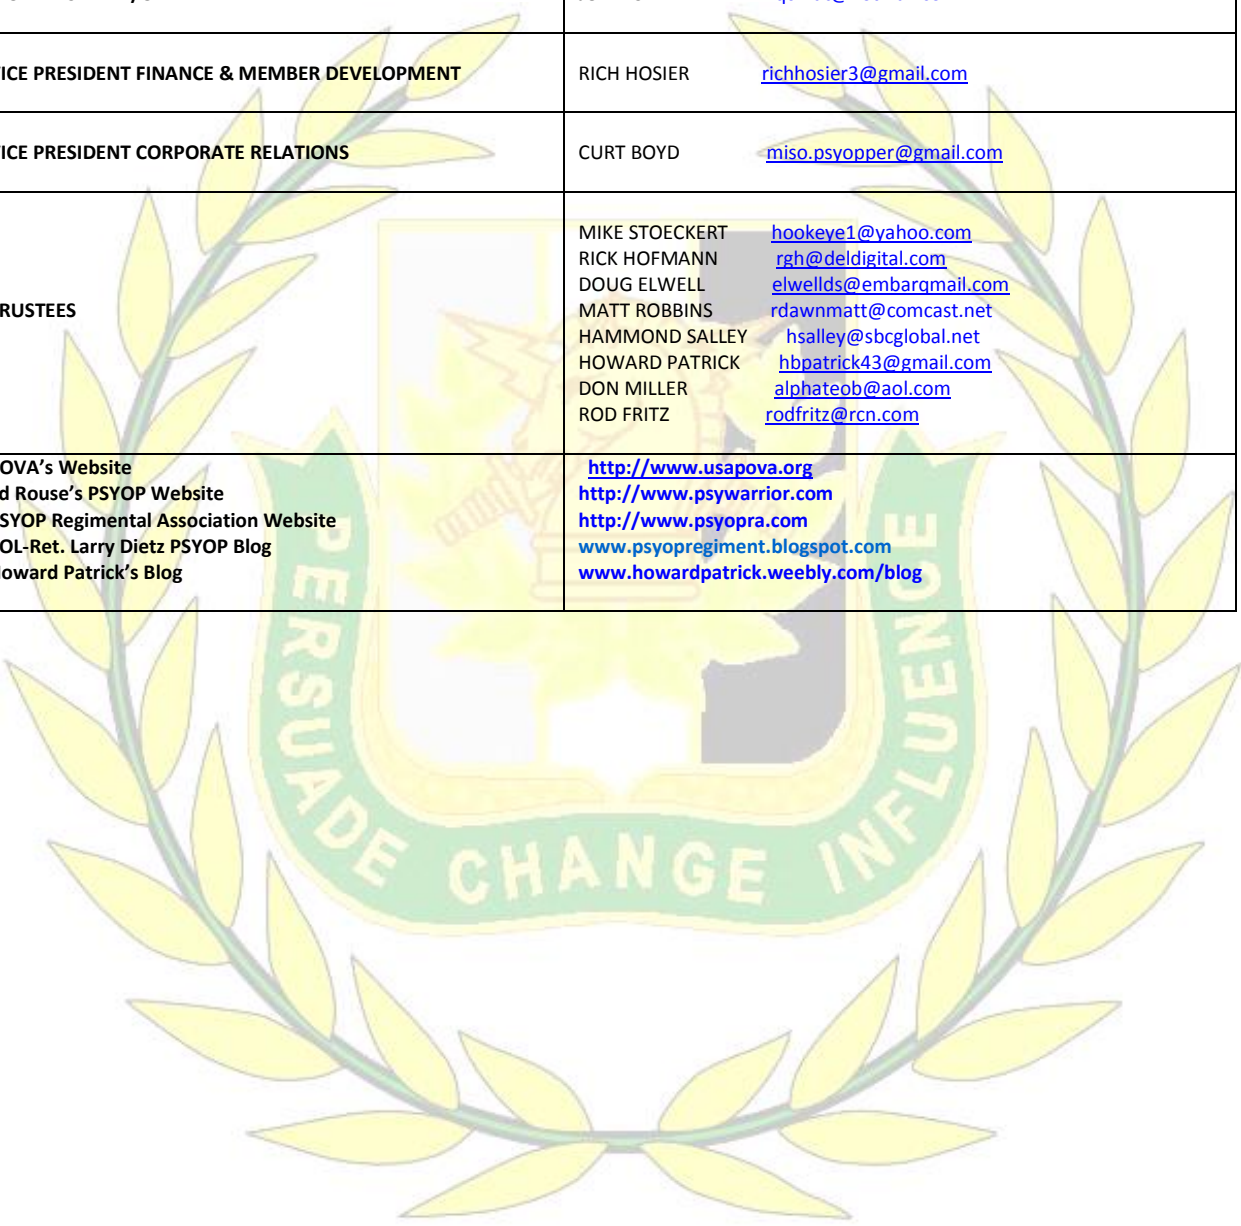 ICE PRESIDENT FINANCE & MEMBER DEVELOPMENT RICH HOSIER richhosier3@gmail.com
ICE PRESIDENT CORPORATE RELATIONS CURT BOYD miso.psyopper@gmail.com
RUSTEES
MIKE STOECKERT hookeye1@yahoo.com
RICK HOFMANN rgh@deldigital.com
DOUG ELWELL elwellds@embarqmail.com
MATT ROBBINS rdawnmatt@comcast.net
HAMMOND SALLEY hsalley@sbcglobal.net
HOWARD PATRICK hbpatrick43@gmail.com
DON MILLER alphateob@aol.com
ROD FRITZ rodfritz@rcn.com
OVA's Website http://www.usapova.org
d Rouse's PSYOP Website http://www.psywarrior.com
SYOP Regimental Association Website http://www.psyopra.com
OL-Ret. Larry Dietz PSYOP Blog www.psyopregiment.blogspot.com
oward Patrick's Blog www.howardpatrick.weebly.com/blog
PERSUADE CHANGE INFLUENCE